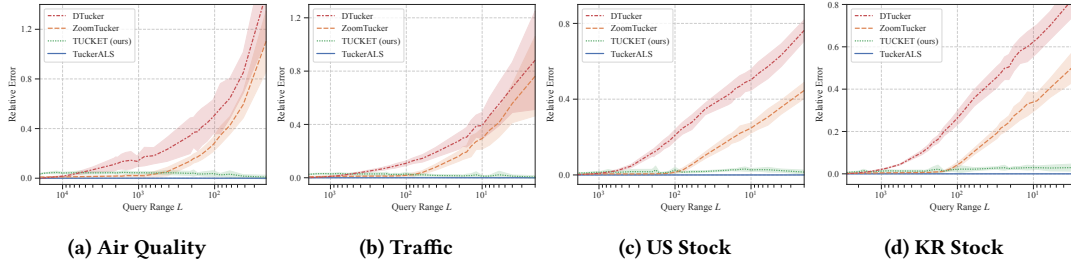 1.2
0.8
0.4
0.0
Relative Error
DTucker
ZoomTucker
TUCKET (ours)
TuckerALS
10⁴
10³
10²
Query Range L
(a) Air Quality
1.2
0.8
0.4
0.0
Relative Error
DTucker
ZoomTucker
TUCKET (ours)
TuckerALS
10³
10²
10¹
Query Range L
(b) Traffic
0.8
0.4
0.0
Relative Error
DTucker
ZoomTucker
TUCKET (ours)
TuckerALS
10³
10²
10¹
Query Range L
(c) US Stock
0.8
0.6
0.4
0.2
0.0
Relative Error
DTucker
ZoomTucker
TUCKET (ours)
TuckerALS
10³
10²
10¹
Query Range L
(d) KR Stock